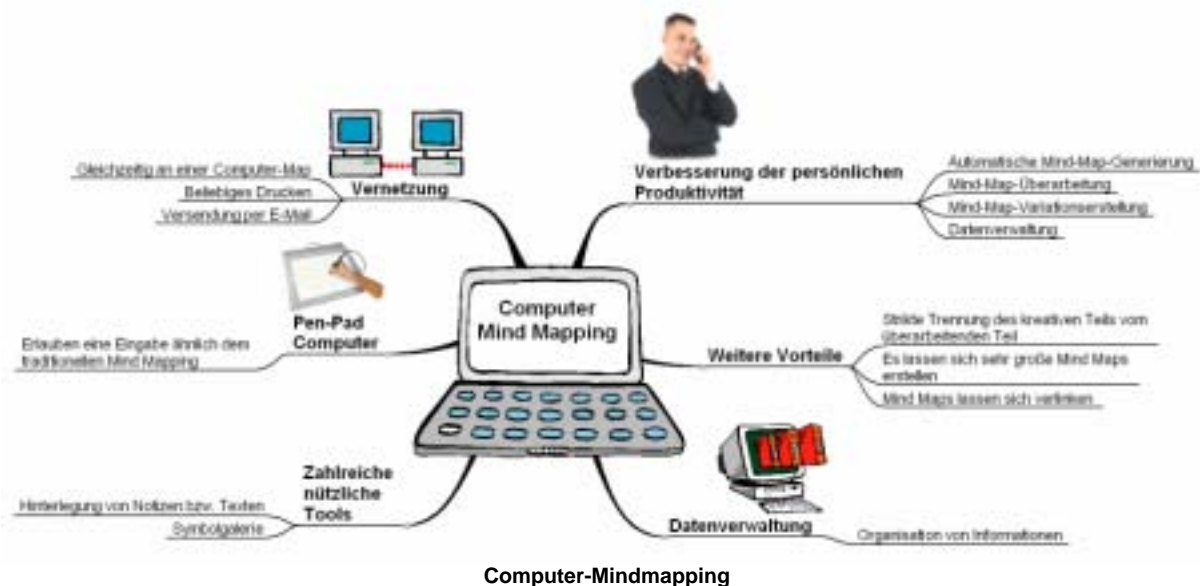 Gleichzeitig an einer Computer-Map
Beliebiges Drucken
Versendung per E-Mail
Vernetzung
Verbesserung der persönlichen
Produktivität
Automatische Mind-Map-Generierung
Mind-Map-Überarbeitung
Mind-Map-Variationserstellung
Datenverwaltung
Erlauben eine Eingabe ähnlich dem
traditionellen Mind Mapping
Pen-Pad
Computer
Computer
Mind Mapping
Weitere Vorteile
Strikte Trennung des kreativen Teils vom
überarbeitenden Teil
Es lassen sich sehr große Mind Maps
erstellen
Mind Maps lassen sich verlinken
Hinterlegung von Notizen bzw. Texten
Symbolgalerie
Zahlreiche
nützliche
Tools
Datenverwaltung
Organisation von Informationen
Computer-Mindmapping